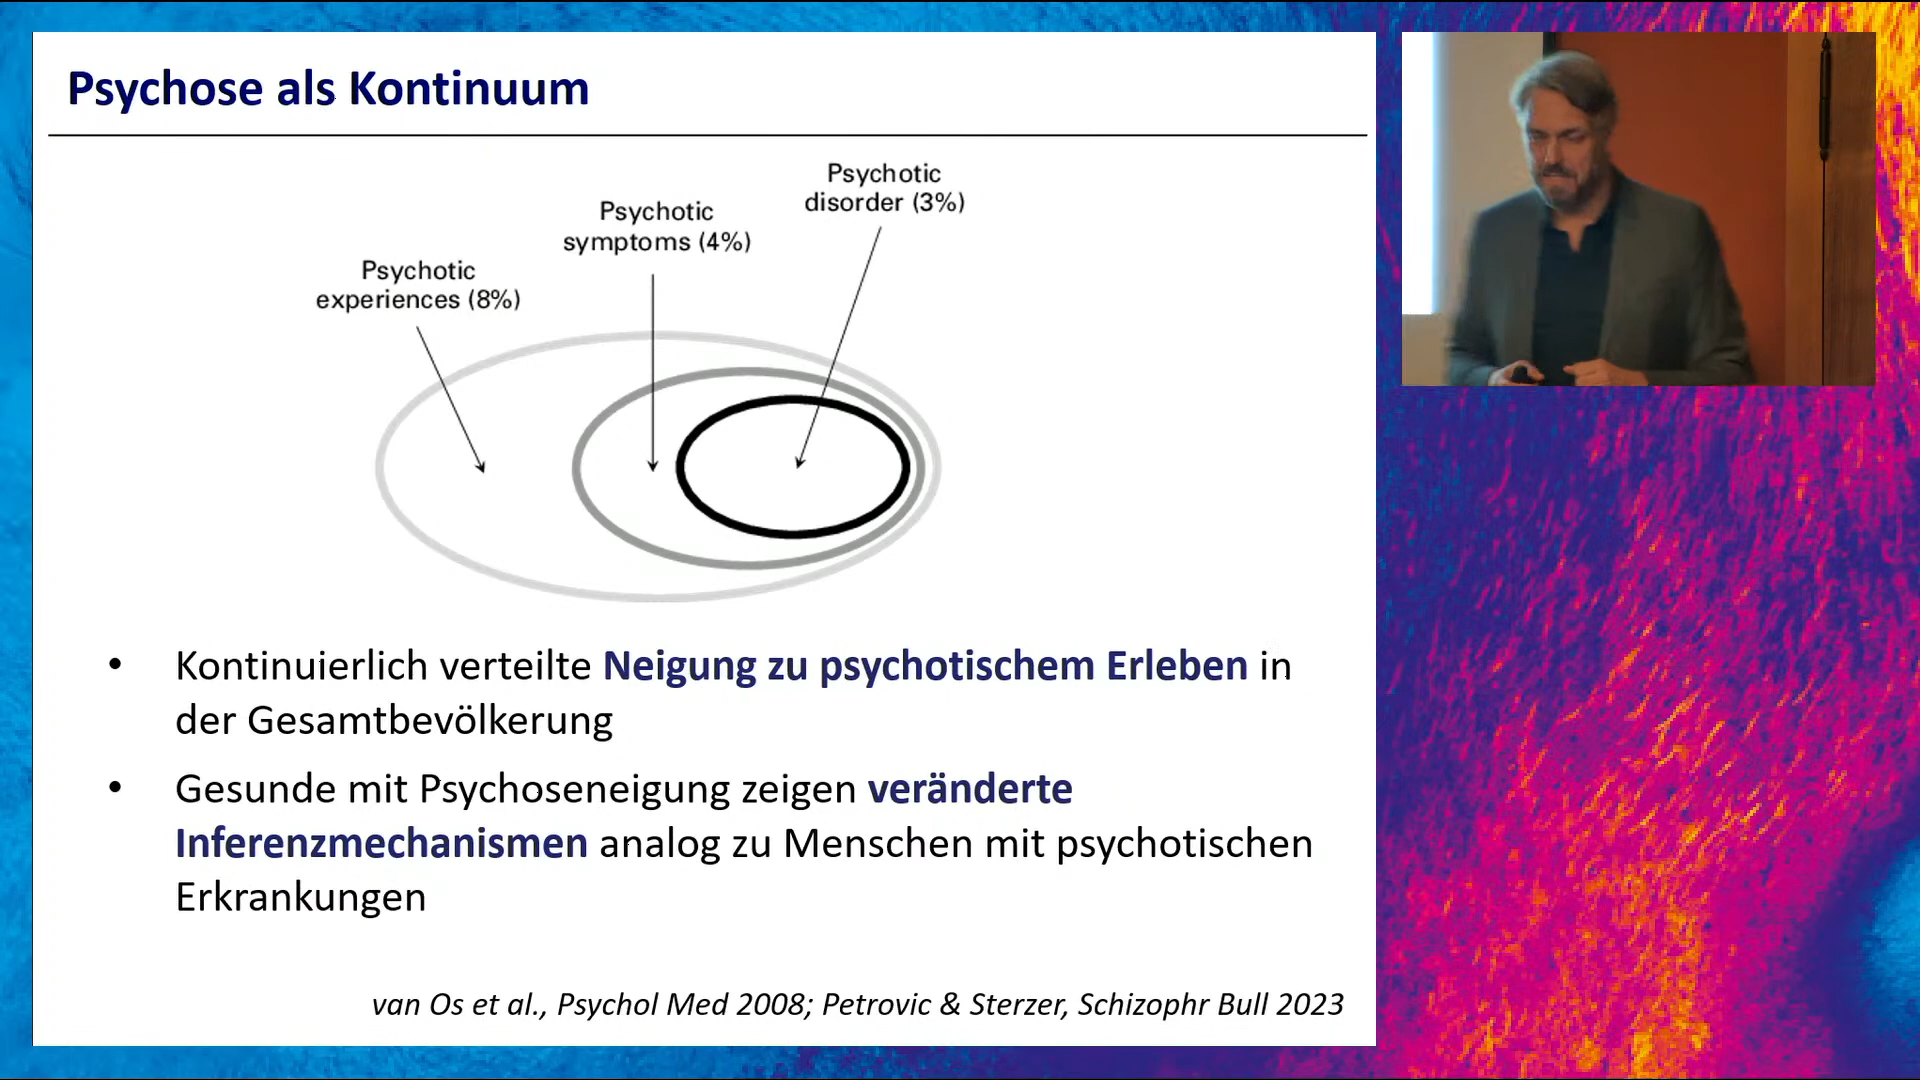 Psychose als Kontinuum
Psychotic
disorder (3%)
Psychotic
symptoms (4%)
Psychotic
experiences (8%)
• Kontinuierlich verteilte Neigung zu psychotischem Erleben in
der Gesamtbevölkerung
• Gesunde mit Psychoseneigung zeigen veränderte
Inferenzmechanismen analog zu Menschen mit psychotischen
Erkrankungen
van Os et al., Psychol Med 2008; Petrovic & Sterzer, Schizophr Bull 2023